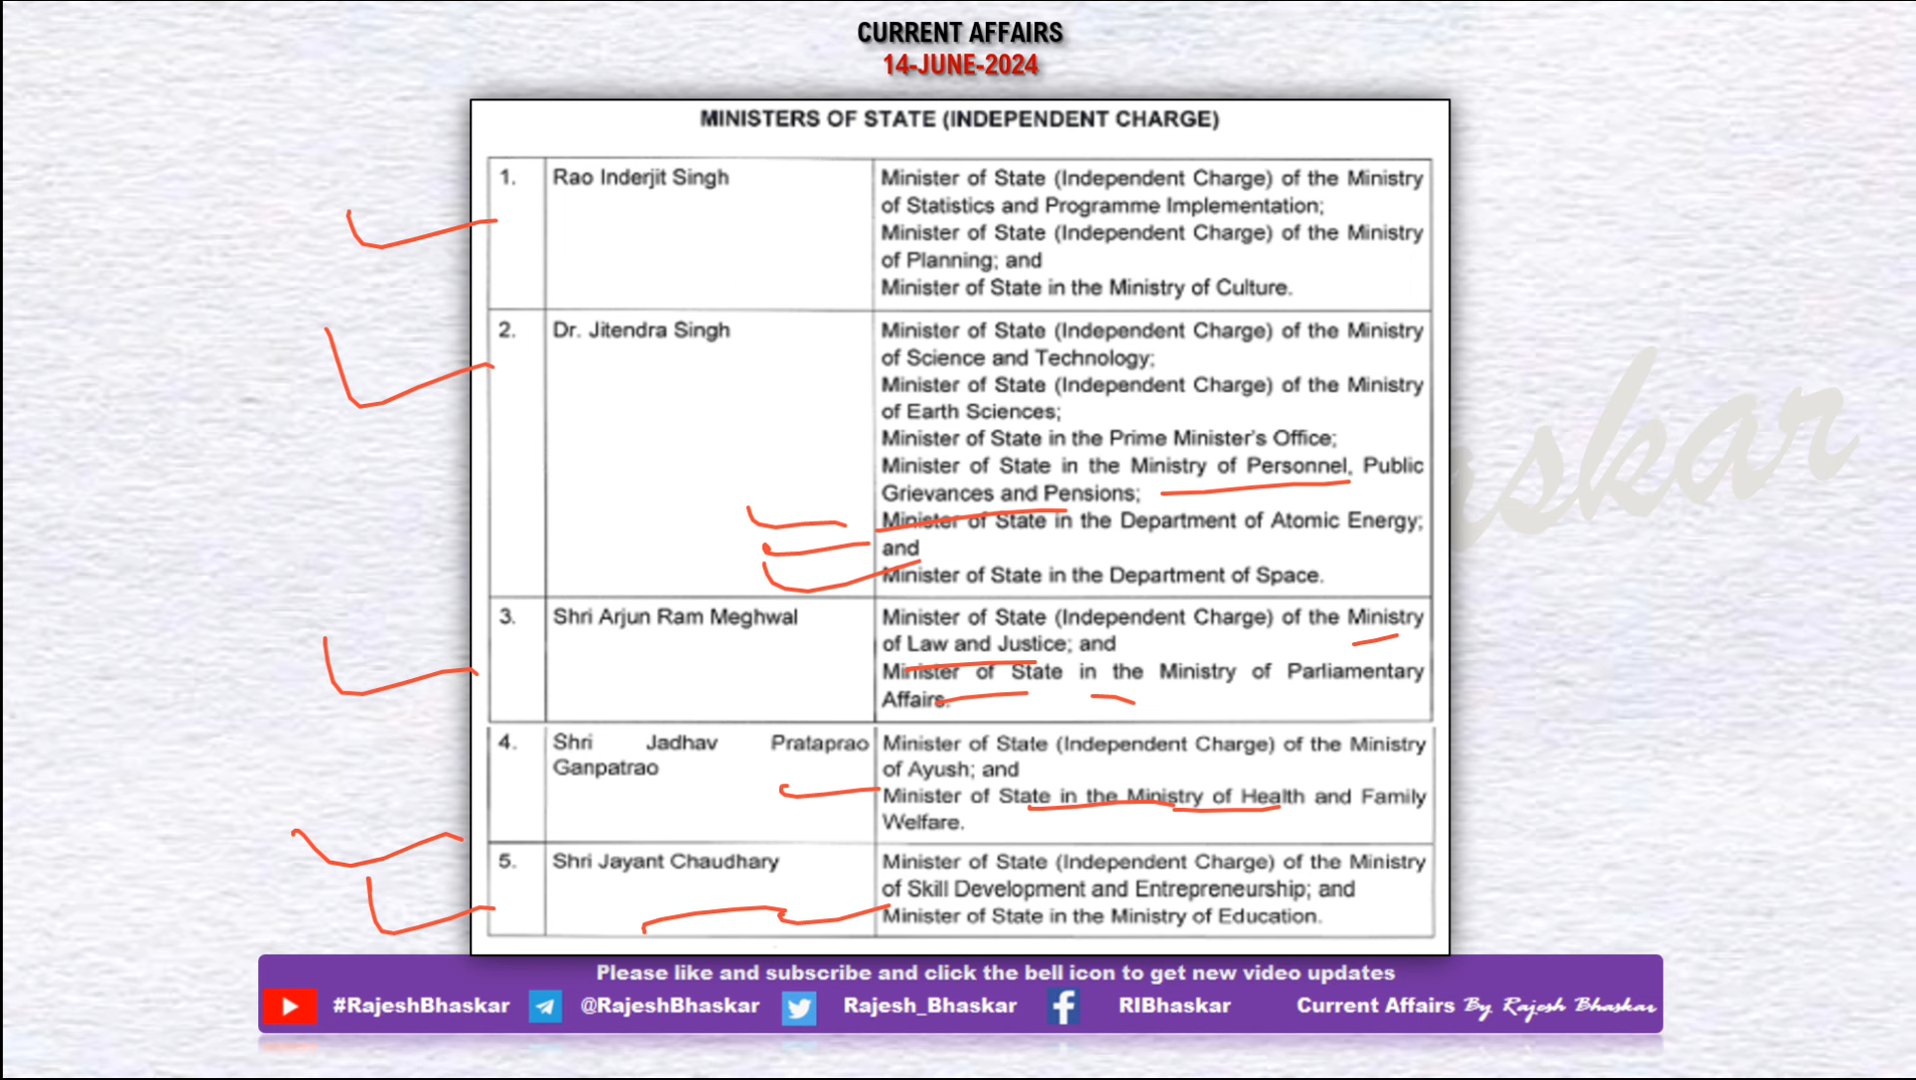 CURRENT AFFAIRS
14-JUNE-2024
MINISTERS OF STATE (INDEPENDENT CHARGE)
1.
Rao Inderjit Singh
Minister of State (Independent Charge) of the Ministry
of Statistics and Programme Implementation;
Minister of State (Independent Charge) of the Ministry
of Planning; and
Minister of State in the Ministry of Culture.
2.
Dr. Jitendra Singh
Minister of State (Independent Charge) of the Ministry
of Science and Technology;
Minister of State (Independent Charge) of the Ministry
of Earth Sciences;
Minister of State in the Prime Minister's Office;
Minister of State in the Ministry of Personnel, Public
Grievances and Pensions;
Minister of State in the Department of Atomic Energy;
and
Minister of State in the Department of Space.
3.
Shri Arjun Ram Meghwal
Minister of State (Independent Charge) of the Ministry
of Law and Justice; and
Minister of State in the Ministry of Parliamentary
Affairs.
4.
Shri Jadhav Prataprao
Ganpatrao
Minister of State (Independent Charge) of the Ministry
of Ayush; and
Minister of State in the Ministry of Health and Family
Welfare.
5.
Shri Jayant Chaudhary
Minister of State (Independent Charge) of the Ministry
of Skill Development and Entrepreneurship; and
Minister of State in the Ministry of Education.
Please like and subscribe and click the bell icon to get new video updates
#RajeshBhaskar @RajeshBhaskar Rajesh_Bhaskar RIBhaskar Current Affairs By Rajesh Bhaskar